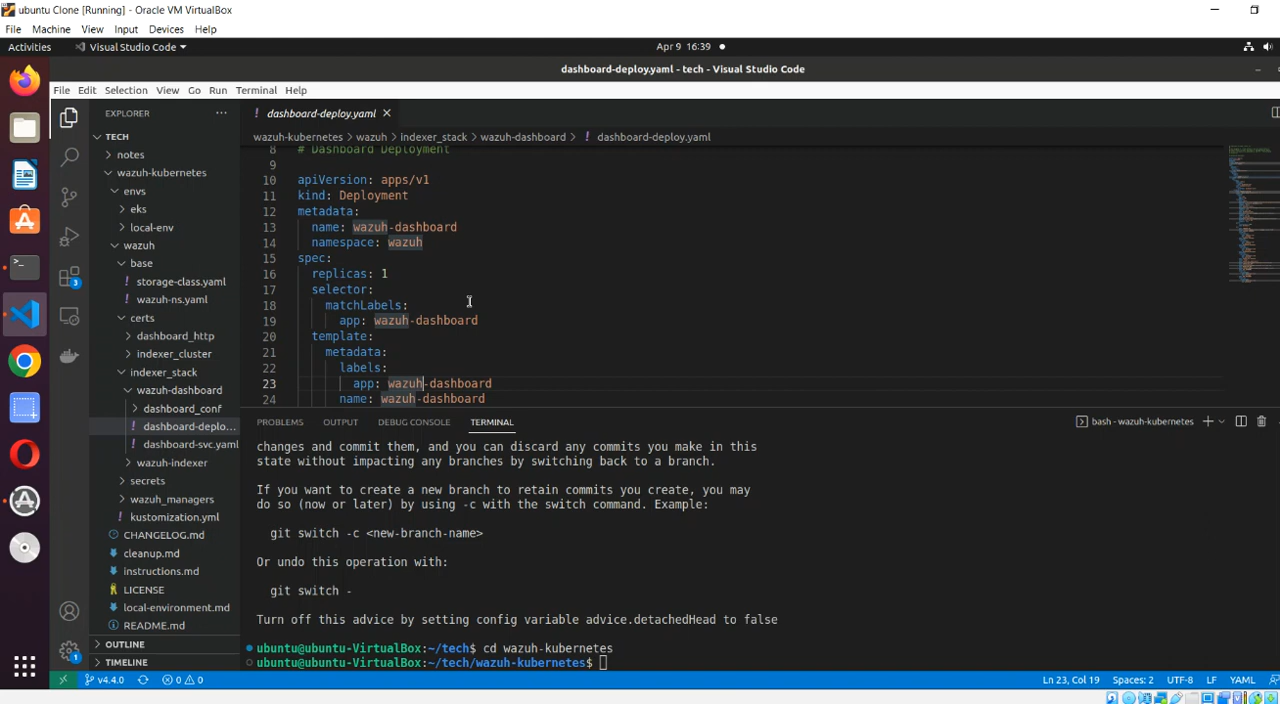 ubuntu Clone [Running] - Oracle VM VirtualBox
File Machine View Input Devices Help
Activities Visual Studio Code Apr 9 16:39
dashboard-deploy.yaml - tech - Visual Studio Code
File Edit Selection View Go Run Terminal Help
EXPLORER
TECH
notes
wazuh-kubernetes
envs
eks
local-env
wazuh
base
storage-class.yaml
wazuh-ns.yaml
certs
dashboard_http
indexer_cluster
indexer_stack
wazuh-dashboard
dashboard_conf
dashboard-deplo...
dashboard-svc.yaml
wazuh-indexer
secrets
wazuh_managers
kustomization.yml
CHANGELOG.md
cleanup.md
instructions.md
LICENSE
local-environment.md
README.md
OUTLINE
TIMELINE
3
1
dashboard-deploy.yaml
wazuh-kubernetes > wazuh > indexer_stack > wazuh-dashboard > dashboard-deploy.yaml
8 # Dashboard Deployment
9
10 apiVersion: apps/v1
11 kind: Deployment
12 metadata:
13 name: wazuh-dashboard
14 namespace: wazuh
15 spec:
16 replicas: 1
17 selector:
18 matchLabels:
19 app: wazuh-dashboard
20 template:
21 metadata:
22 labels:
23 app: wazuh-dashboard
24 name: wazuh-dashboard
PROBLEMS OUTPUT DEBUG CONSOLE TERMINAL bash - wazuh-kubernetes
changes and commit them, and you can discard any commits you make in this
state without impacting any branches by switching back to a branch.
If you want to create a new branch to retain commits you create, you may
do so (now or later) by using -c with the switch command. Example:
git switch -c <new-branch-name>
Or undo this operation with:
git switch -
Turn off this advice by setting config variable advice.detachedHead to false
ubuntu@ubuntu-VirtualBox:~/tech$ cd wazuh-kubernetes
ubuntu@ubuntu-VirtualBox:~/tech/wazuh-kubernetes$
v4.4.0 0 0 Ln 23, Col 19 Spaces: 2 UTF-8 LF YAML